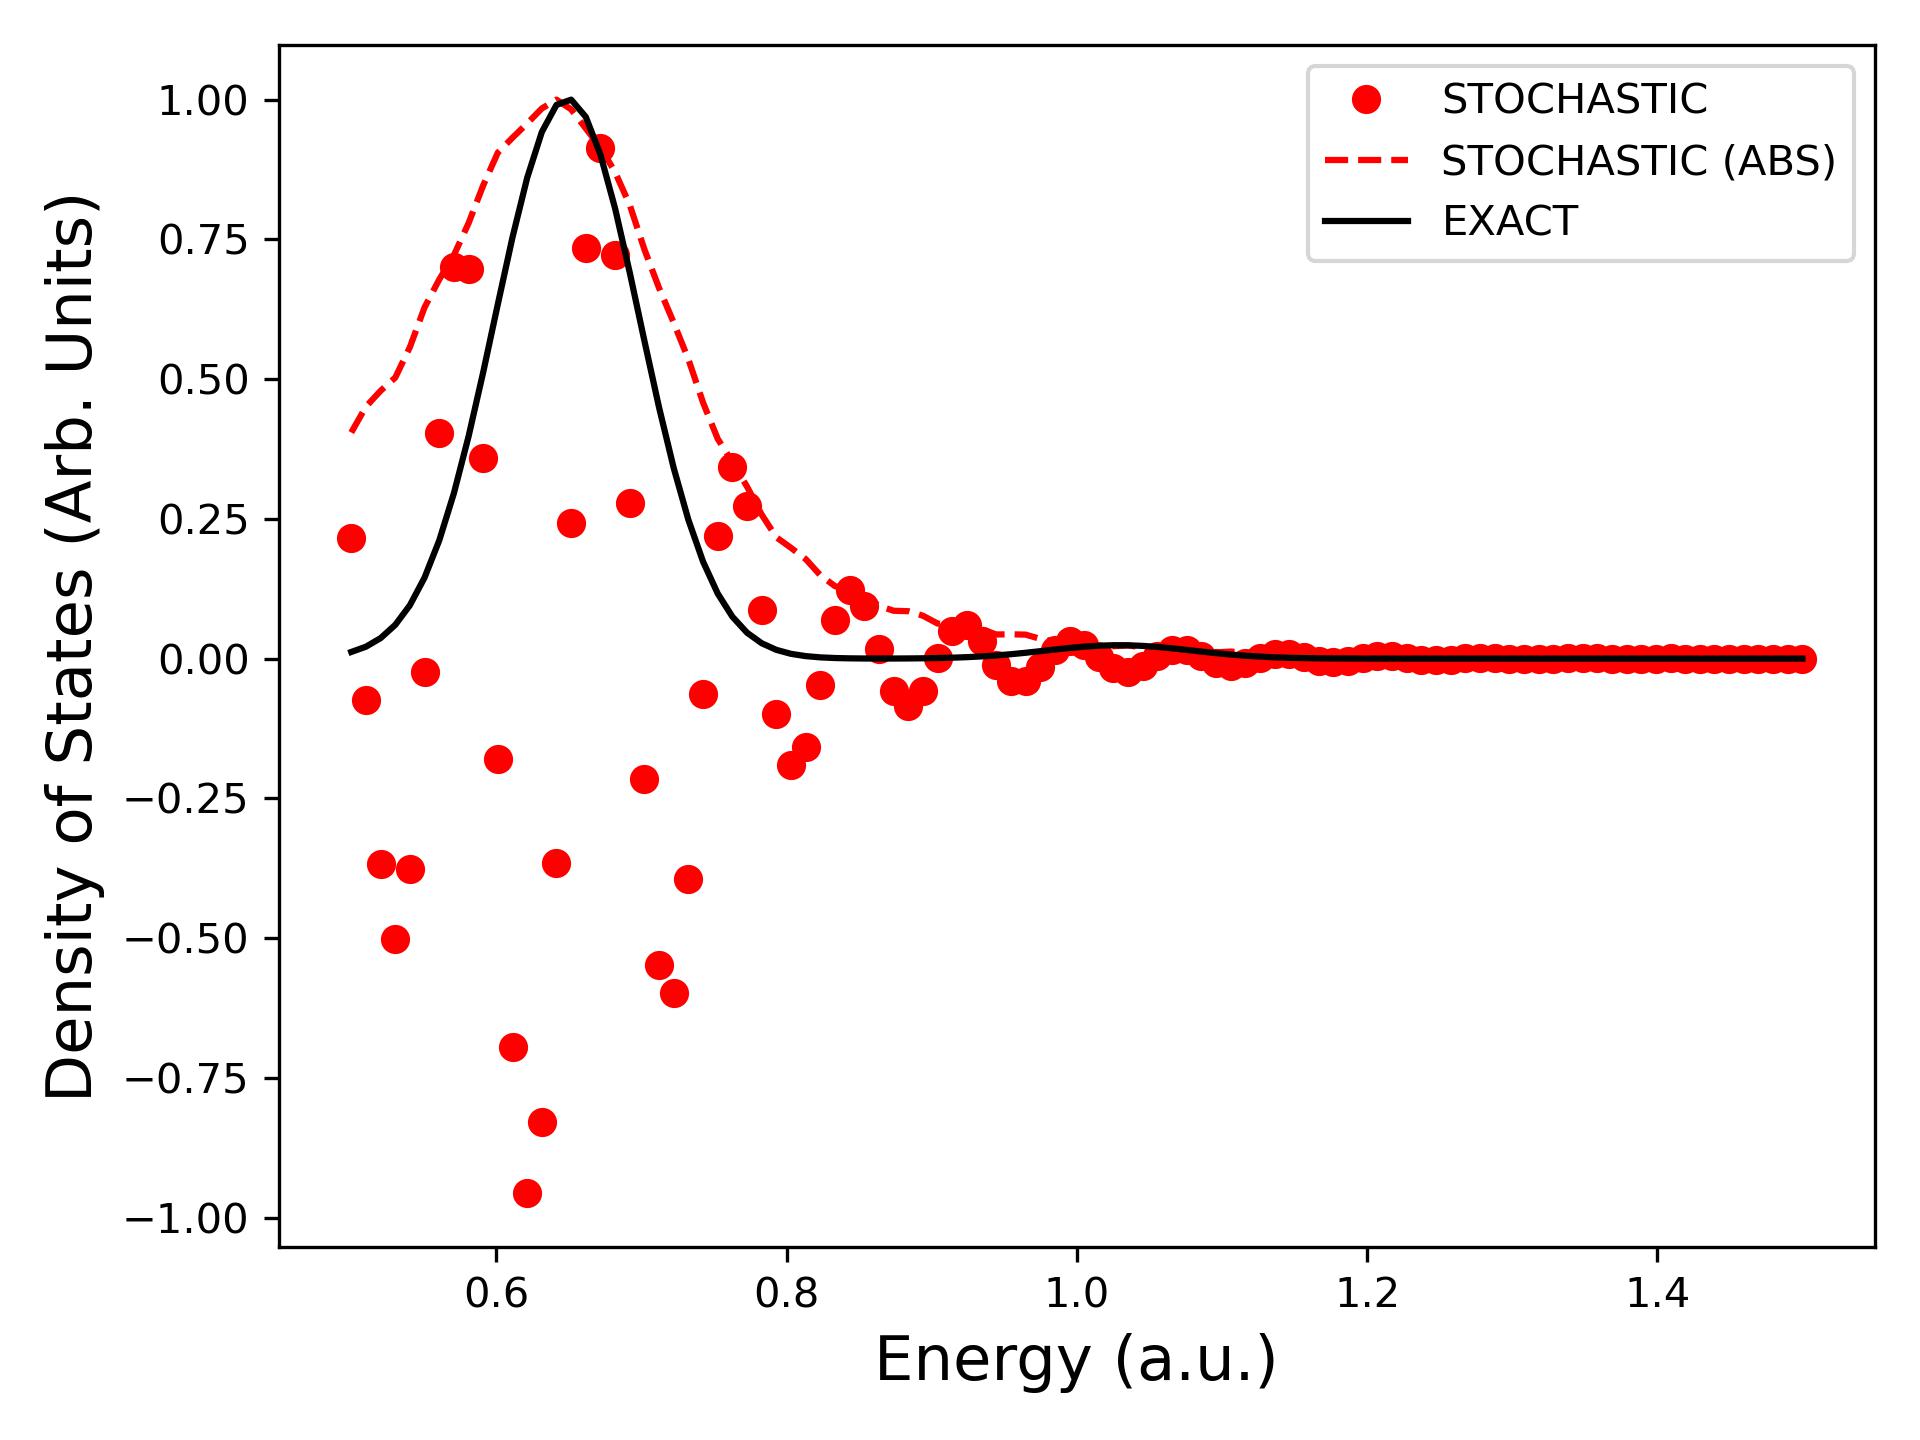 STOCHASTIC
STOCHASTIC (ABS)
EXACT
Density of States (Arb. Units)
1.00
0.75
0.50
0.25
0.00
−0.25
−0.50
−0.75
−1.00
0.6 0.8 1.0 1.2 1.4
Energy (a.u.)